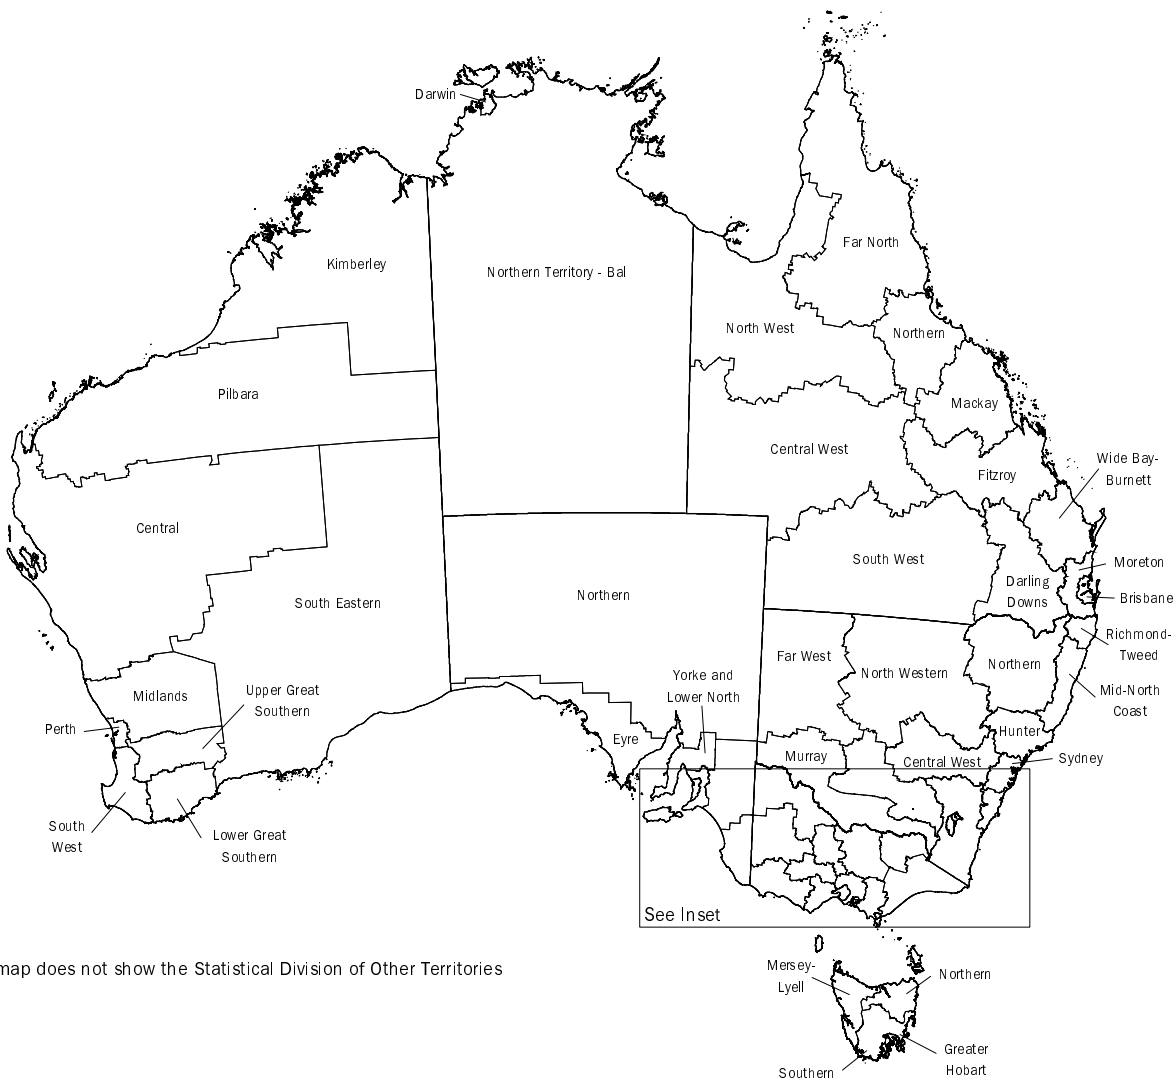 Darwin
Far North
Kimberley
Northern Territory - Bal
North West
Northern
Pilbara
Mackay
Central West
Wide Bay-
Burnett
Fitzroy
Central
South West
Moreton
Darling
Downs
Northern
Brisbane
South Eastern
Richmond-
Tweed
Far West
Northern
North Western
Yorke and
Lower North
Midlands
Upper Great
Southern
Mid-North
Coast
Perth
Hunter
Eyre
Murray
Central West
Sydney
South
West
Lower Great
Southern
See Inset
map does not show the Statistical Division of Other Territories
Mersey-
Lyell
Northern
Greater
Hobart
Southern